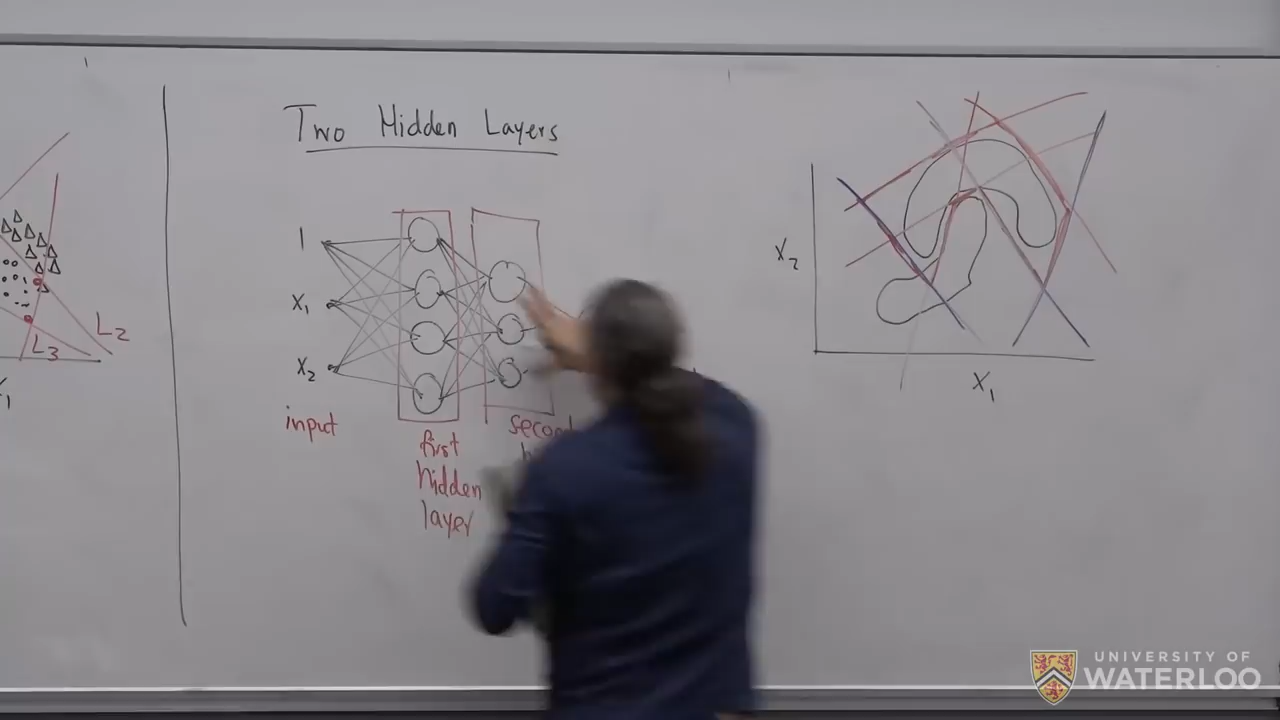 Two Hidden Layers
1
X₁
X₂
input
first
hidden
layer
L₂
L₃
X₂
X₁
UNIVERSITY OF
WATERLOO